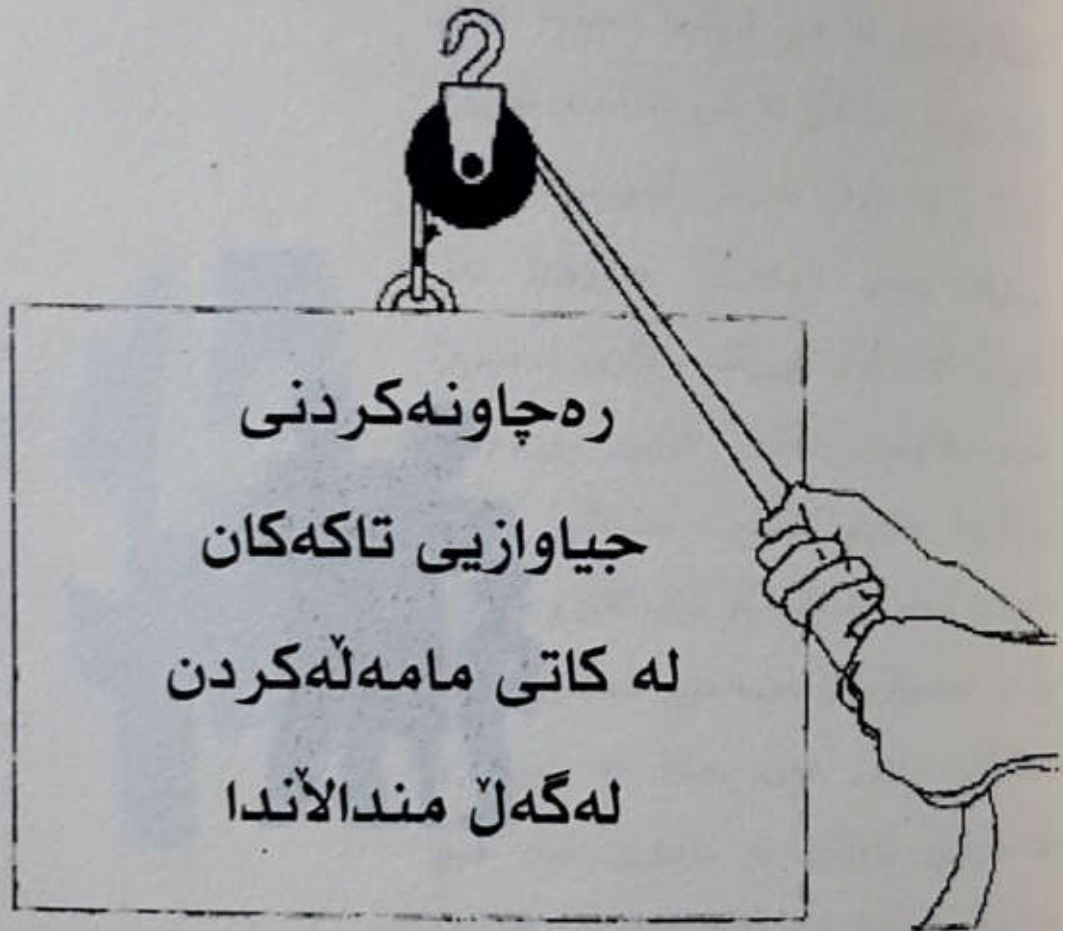 رەچاونەکردنی
جیاوازیی تاکەکان
لە کاتی مامەڵەکردن
لەگەڵ منداڵاندا